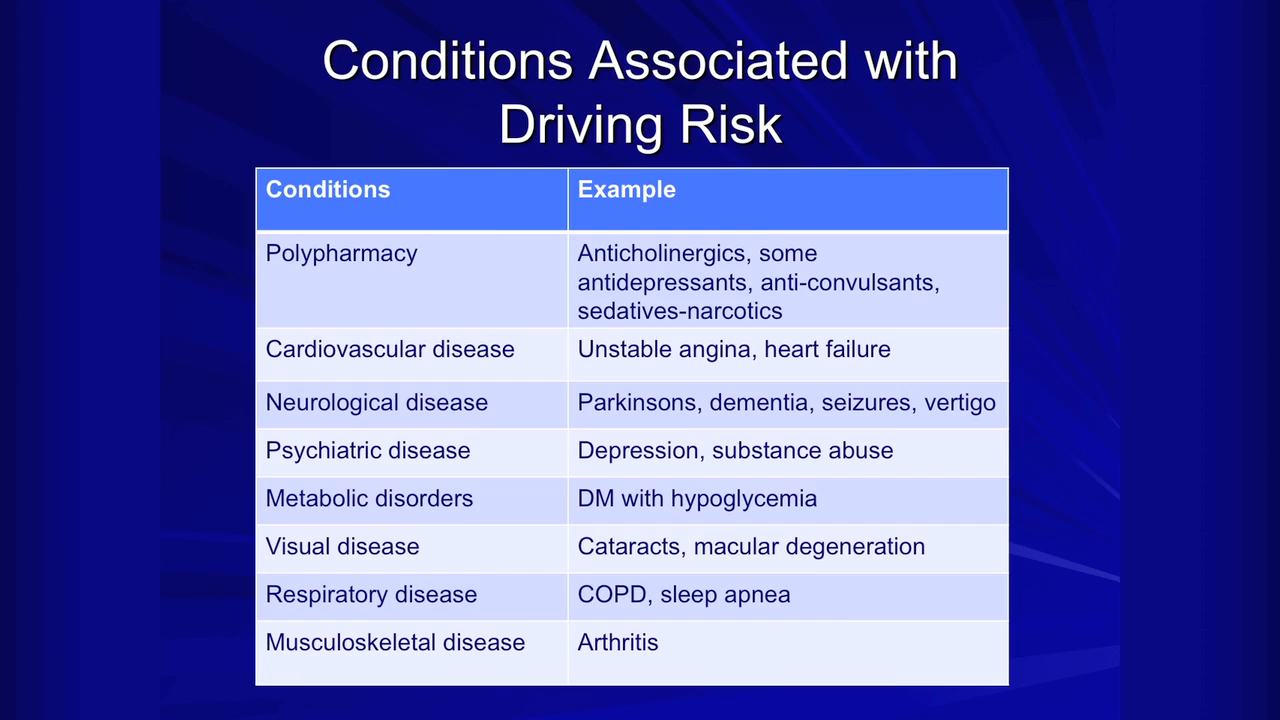 Conditions Associated with
Driving Risk
Conditions
Example
Polypharmacy
Anticholinergics, some
antidepressants, anti-convulsants,
sedatives-narcotics
Cardiovascular disease
Unstable angina, heart failure
Neurological disease
Parkinsons, dementia, seizures, vertigo
Psychiatric disease
Depression, substance abuse
Metabolic disorders
DM with hypoglycemia
Visual disease
Cataracts, macular degeneration
Respiratory disease
COPD, sleep apnea
Musculoskeletal disease
Arthritis